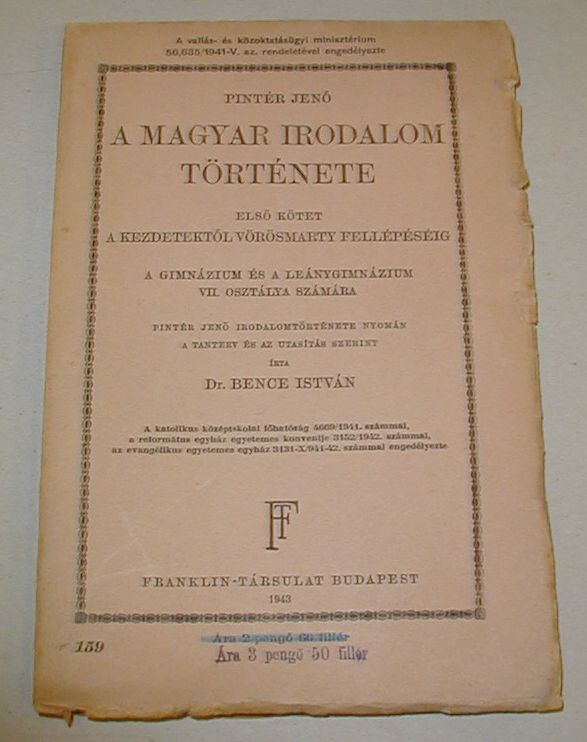 A vallás- és közoktatásügyi minisztérium
56,635/1941-V. sz. rendeletével engedélyezte
PINTÉR JENŐ
A MAGYAR IRODALOM
TÖRTÉNETE
ELSŐ KÖTET
A KEZDETEKTŐL VÖRÖSMARTY FELLÉPÉSÉIG
A GIMNÁZIUM ÉS A LEÁNYGIMNÁZIUM
VII. OSZTÁLYA SZÁMÁRA
PINTÉR JENŐ IRODALOMTÖRTÉNETE NYOMÁN
A TANTERV ÉS AZ UTASÍTÁS SZERINT
ÍRTA
Dr. BENCE ISTVÁN
A katolikus középiskolai főhatóság 4669/1941. számmal,
a református egyház egyetemes konventje 3152/1942. számmal,
az evangélikus egyetemes egyház 3131-X/941-42. számmal engedélyezte
FT
FRANKLIN-TÁRSULAT BUDAPEST
1943
Ára 2 pengő 60 fillér
159
Ára 3 pengő 50 fillér